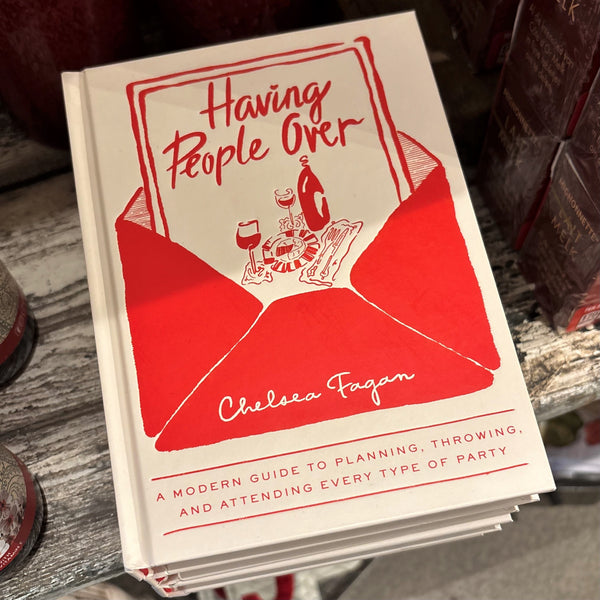 Having
People Over
Chelsea Fagan
A MODERN GUIDE TO PLANNING, THROWING,
AND ATTENDING EVERY TYPE OF PARTY